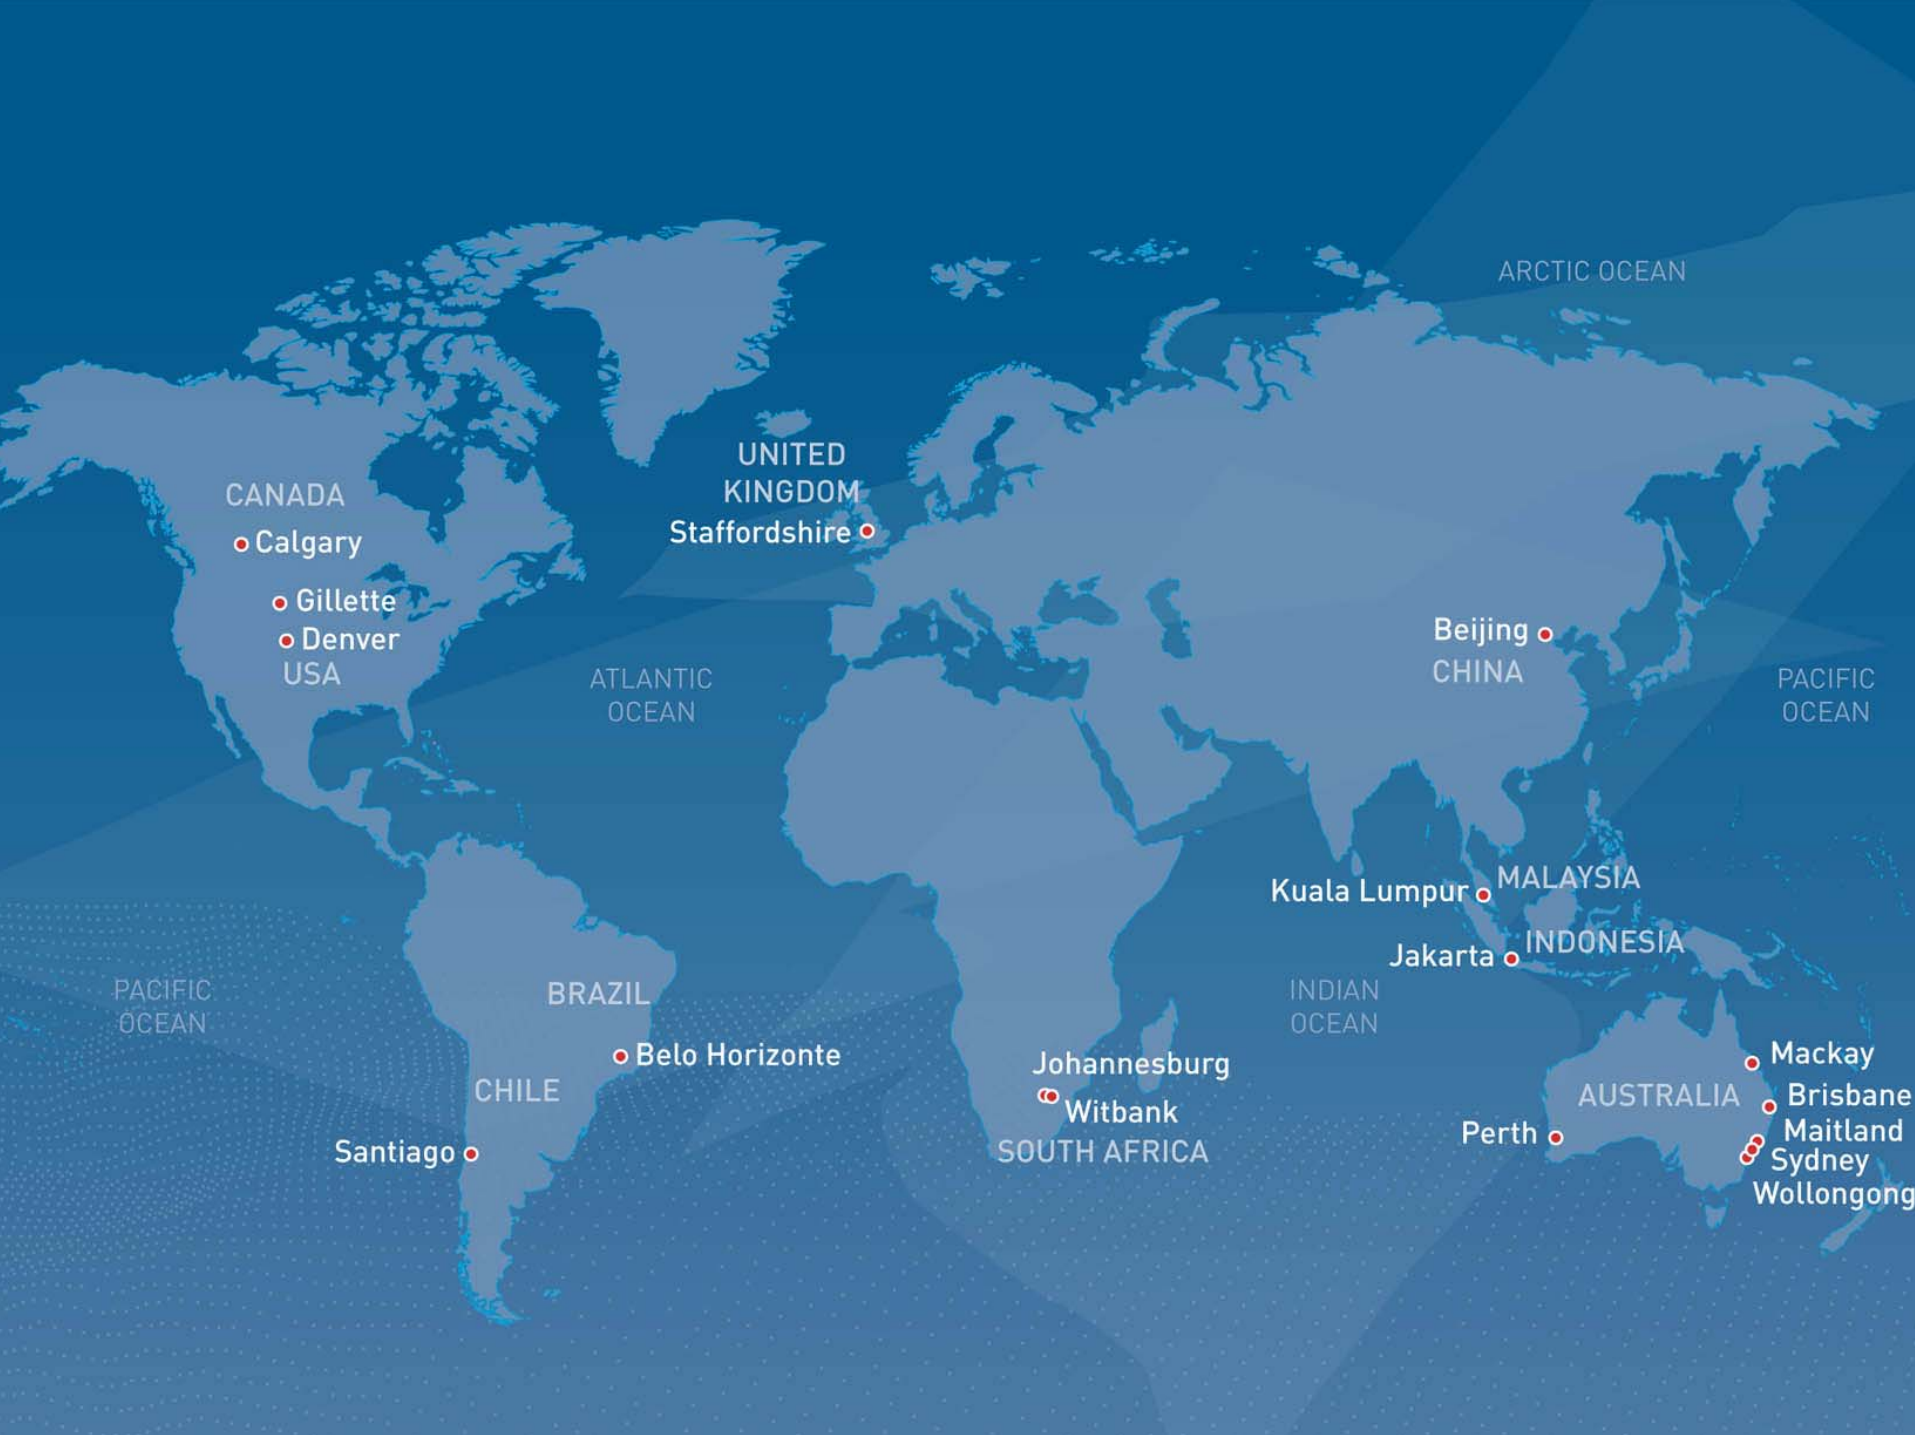 ARCTIC OCEAN
UNITED
KINGDOM
Staffordshire
CANADA
Calgary
Gillette
Denver
USA
ATLANTIC
OCEAN
Beijing
CHINA
PACIFIC
OCEAN
Kuala Lumpur
MALAYSIA
Jakarta
INDONESIA
PACIFIC
OCEAN
BRAZIL
Belo Horizonte
CHILE
Santiago
INDIAN
OCEAN
Johannesburg
Witbank
SOUTH AFRICA
AUSTRALIA
Perth
Mackay
Brisbane
Maitland
Sydney
Wollongong